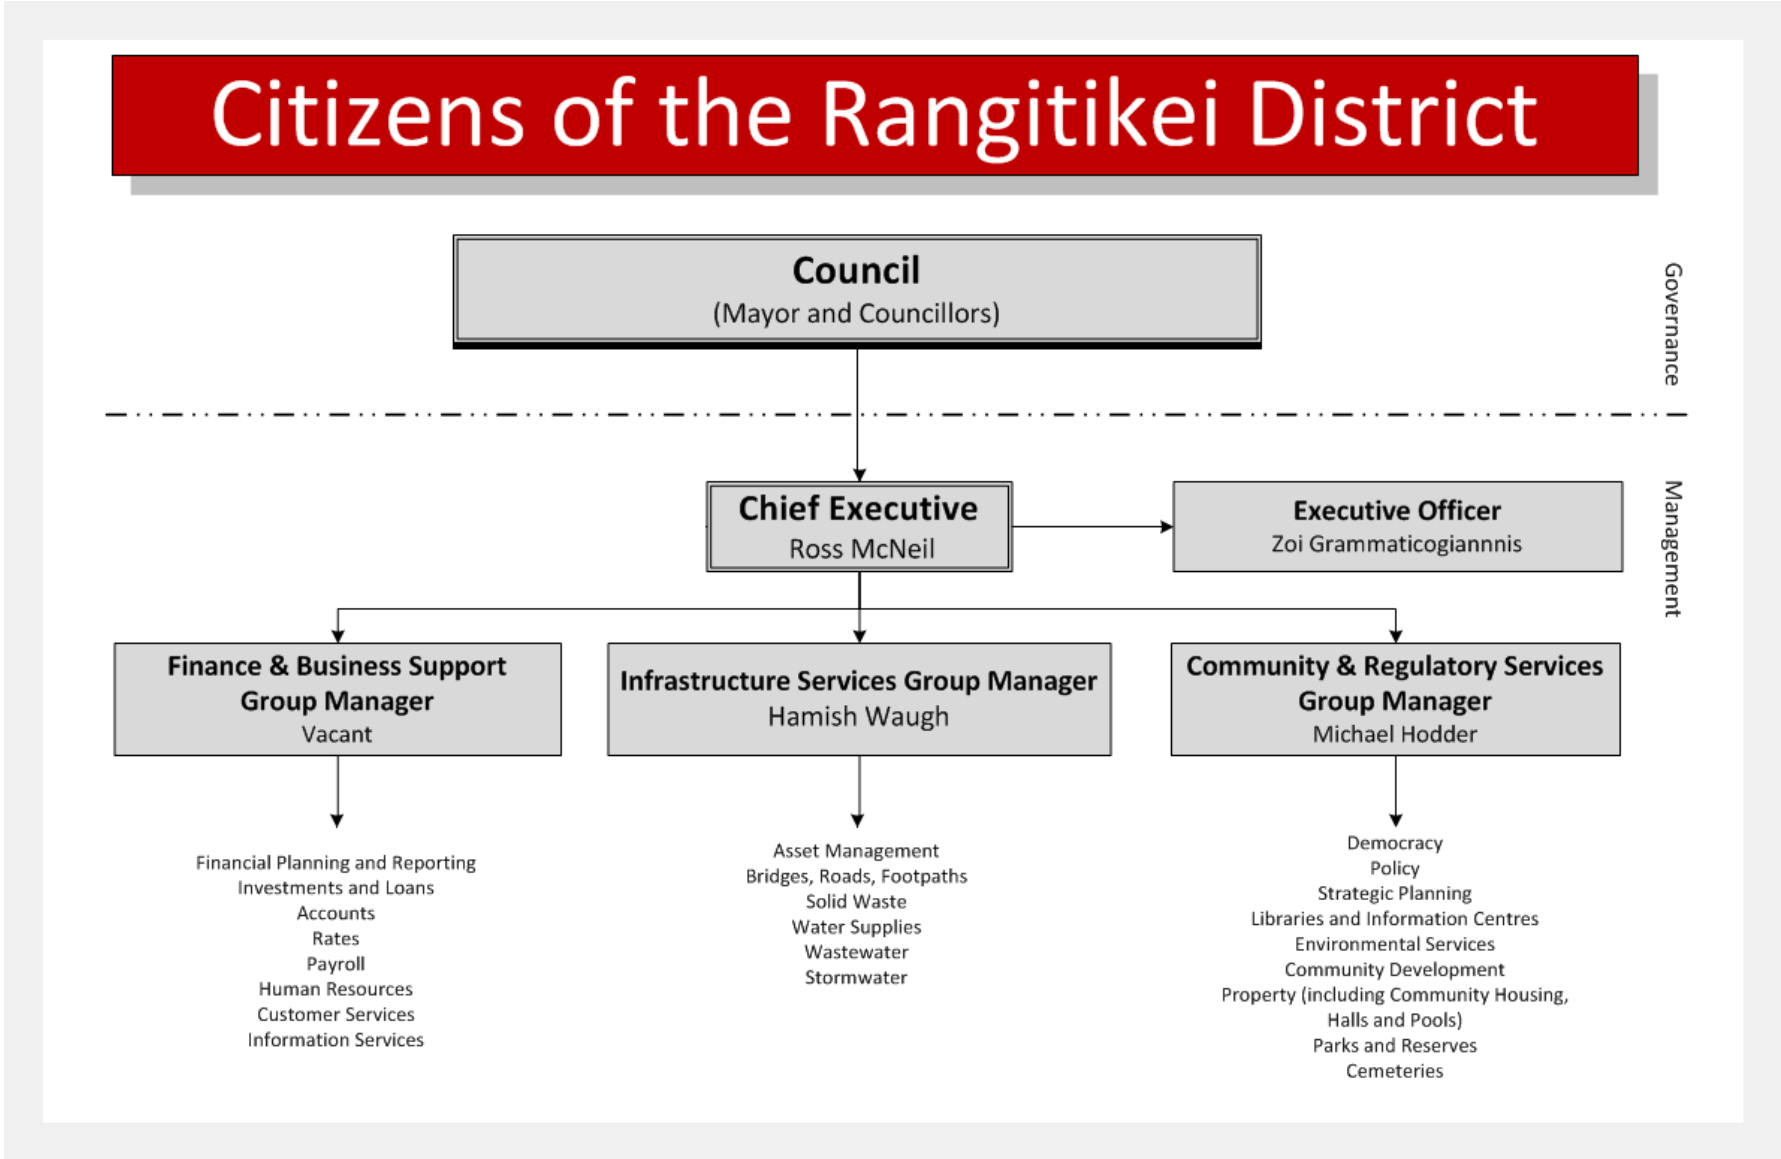 Citizens of the Rangitikei District
Council
(Mayor and Councillors)
Governance
Chief Executive
Ross McNeil
Executive Officer
Zoi Grammaticogiannnis
Management
Finance & Business Support
Group Manager
Vacant
Infrastructure Services Group Manager
Hamish Waugh
Community & Regulatory Services
Group Manager
Michael Hodder
Financial Planning and Reporting
Investments and Loans
Accounts
Rates
Payroll
Human Resources
Customer Services
Information Services
Asset Management
Bridges, Roads, Footpaths
Solid Waste
Water Supplies
Wastewater
Stormwater
Democracy
Policy
Strategic Planning
Libraries and Information Centres
Environmental Services
Community Development
Property (including Community Housing,
Halls and Pools)
Parks and Reserves
Cemeteries